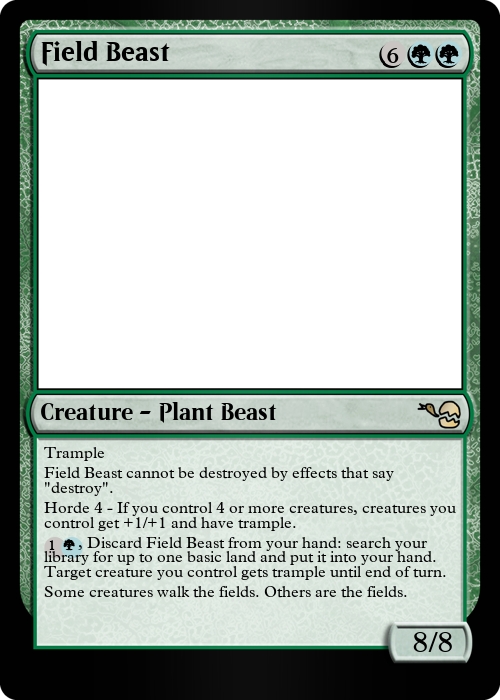 Field Beast 6
Creature - Plant Beast
Trample
Field Beast cannot be destroyed by effects that say
"destroy".
Horde 4 - If you control 4 or more creatures, creatures you
control get +1/+1 and have trample.
1 , Discard Field Beast from your hand: search your
library for up to one basic land and put it into your hand.
Target creature you control gets trample until end of turn.
Some creatures walk the fields. Others are the fields.
8/8